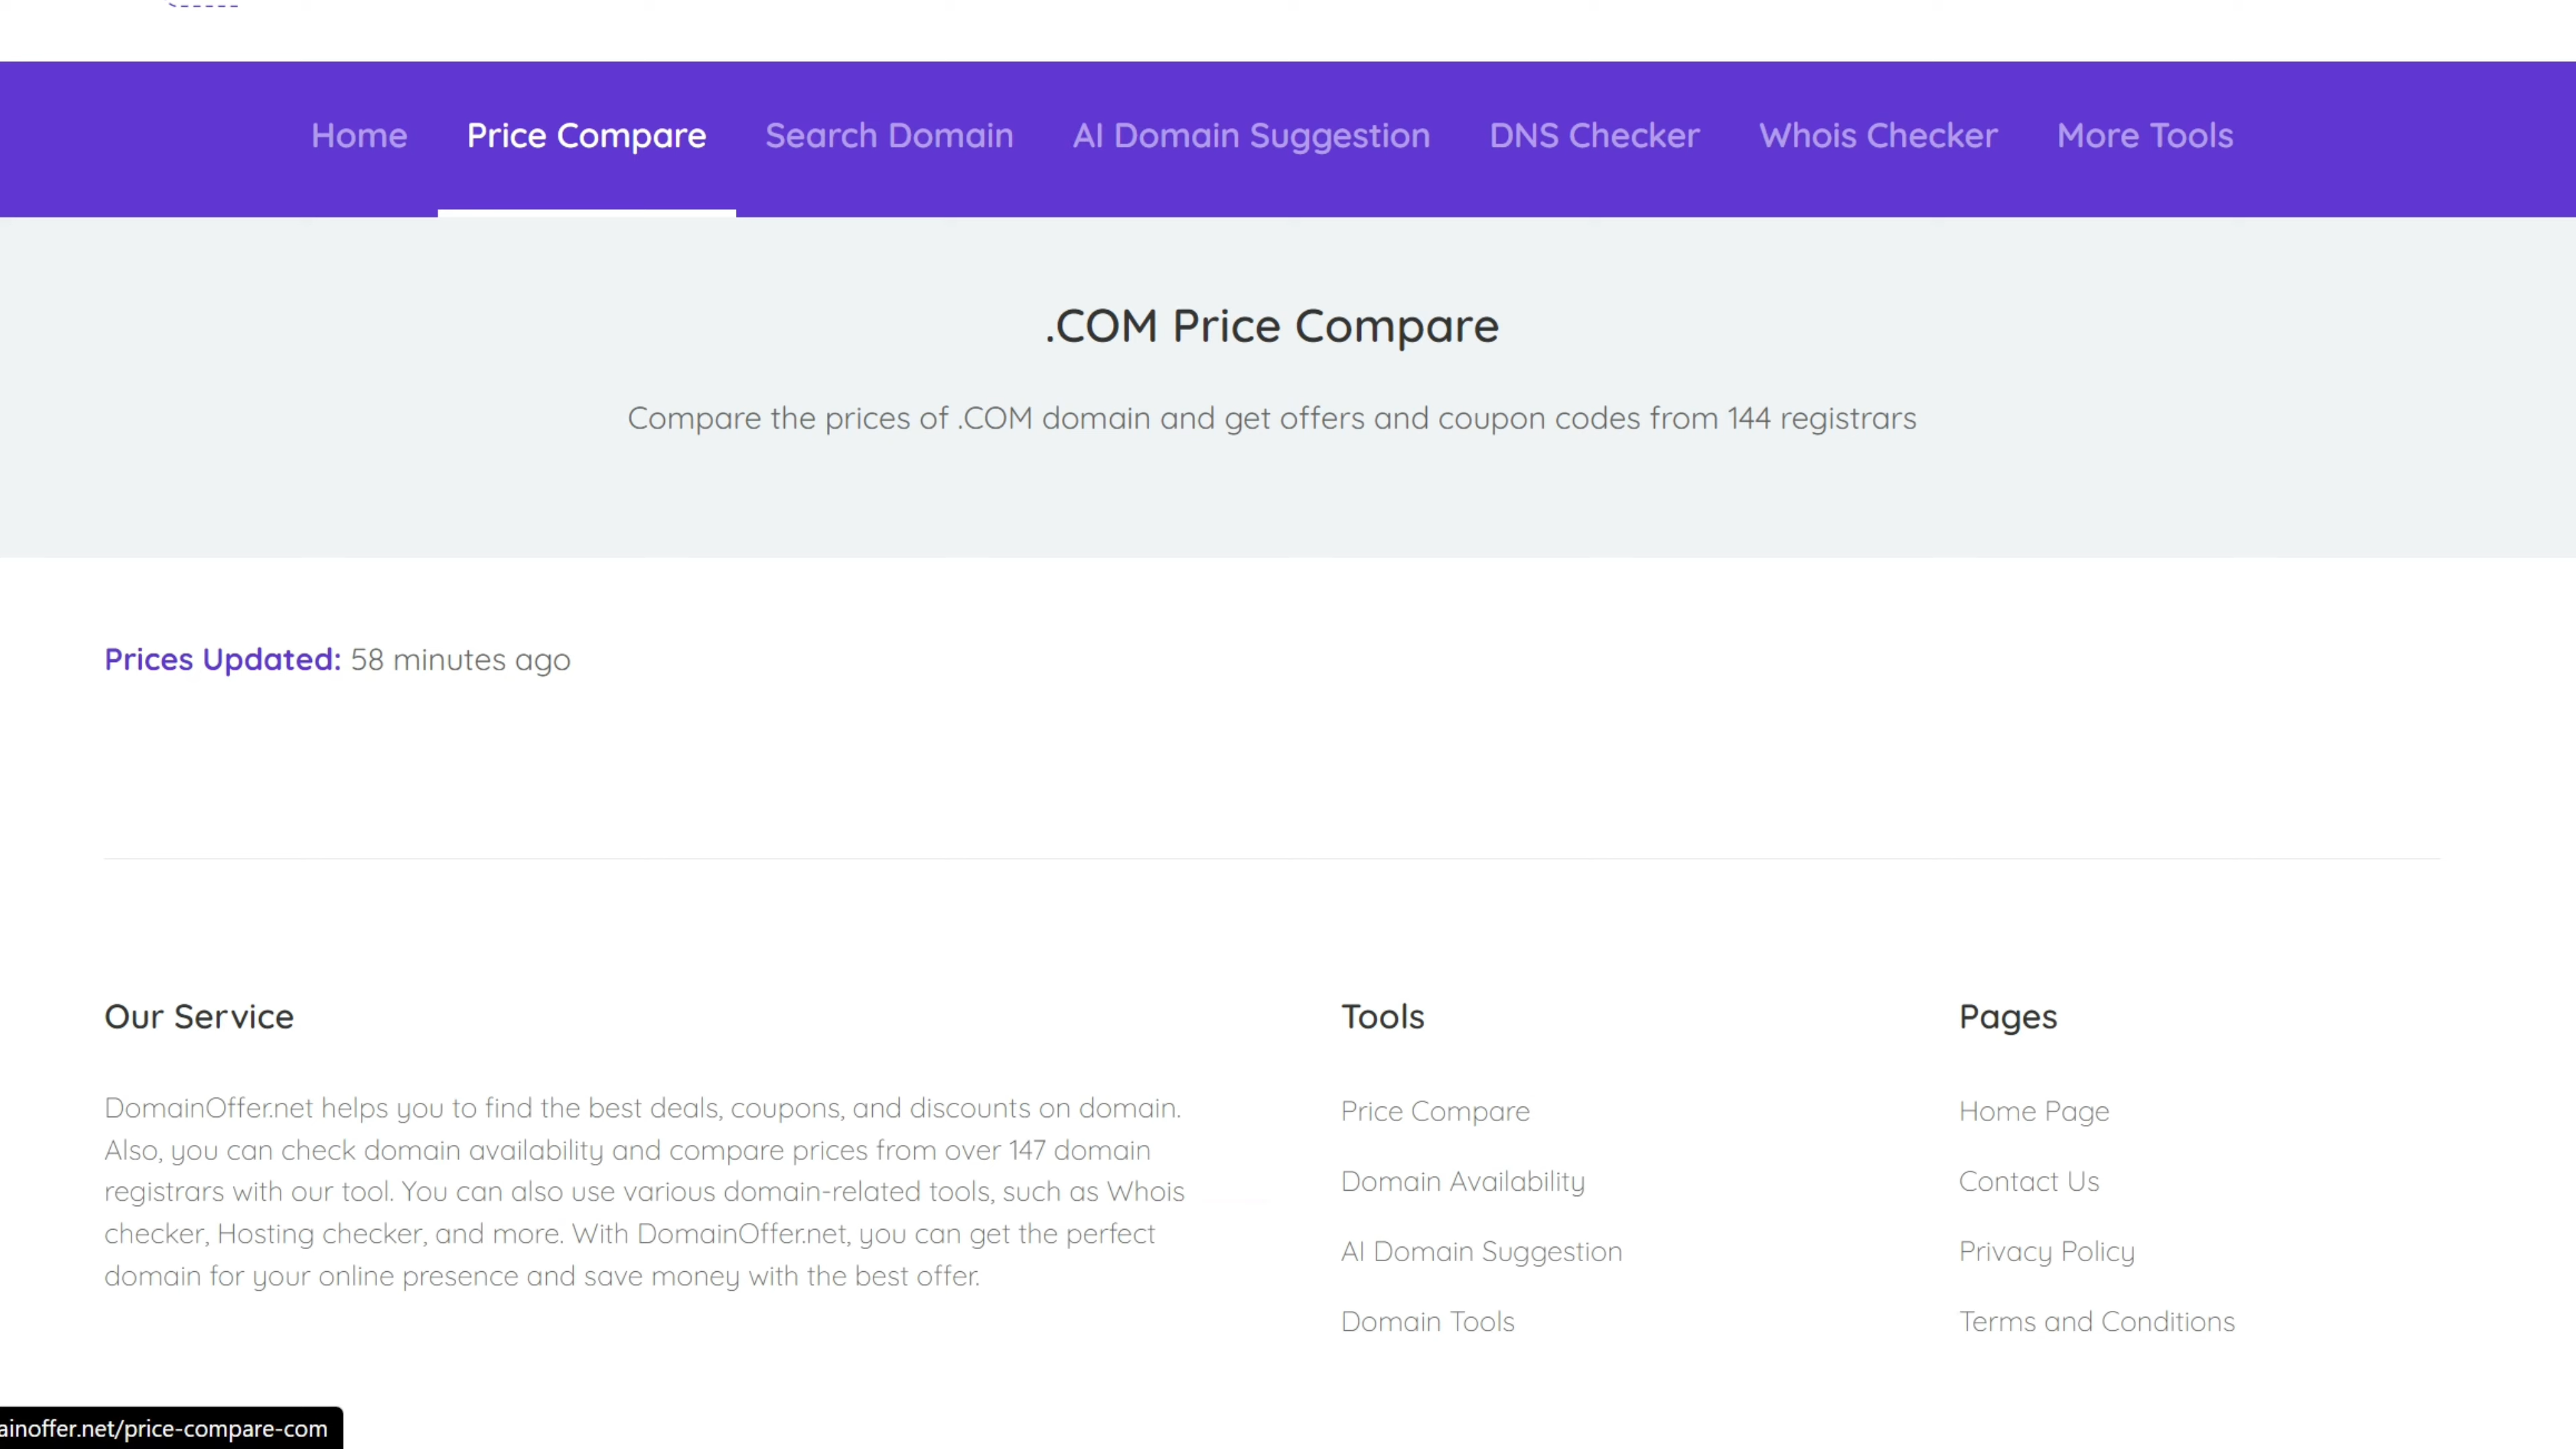 Home Price Compare Search Domain AI Domain Suggestion DNS Checker Whois Checker More Tools
.COM Price Compare
Compare the prices of .COM domain and get offers and coupon codes from 144 registrars
Prices Updated: 58 minutes ago
Our Service
DomainOffer.net helps you to find the best deals, coupons, and discounts on domain.
Also, you can check domain availability and compare prices from over 147 domain
registrars with our tool. You can also use various domain-related tools, such as Whois
checker, Hosting checker, and more. With DomainOffer.net, you can get the perfect
domain for your online presence and save money with the best offer.
Tools
Price Compare
Domain Availability
AI Domain Suggestion
Domain Tools
Pages
Home Page
Contact Us
Privacy Policy
Terms and Conditions
ainoffer.net/price-compare-com